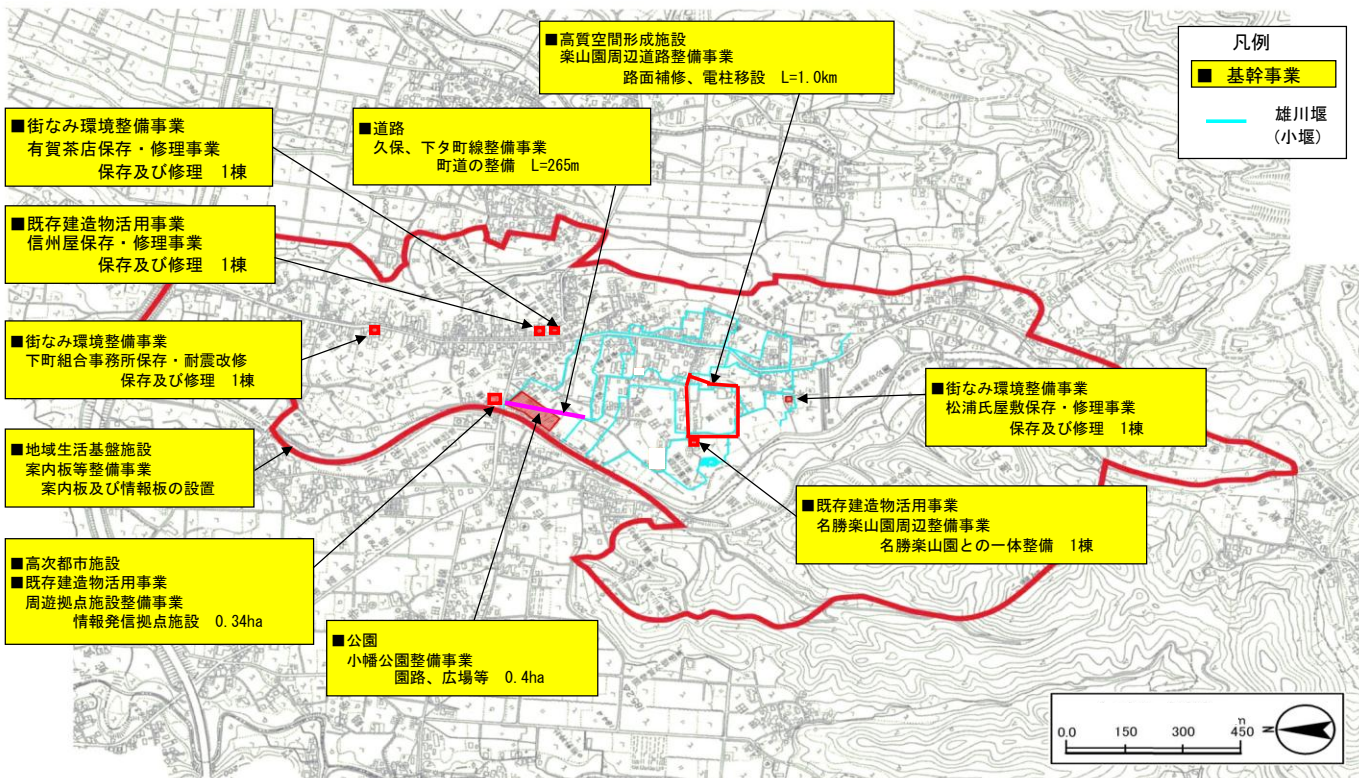 ■高質空間形成施設
楽山園周辺道路整備事業
路面補修、電柱移設 L=1.0km
凡例
■ 基幹事業
雄川堰
(小堰)
■街なみ環境整備事業
有賀茶店保存・修理事業
保存及び修理 1棟
■道路
久保、下タ町線整備事業
町道の整備 L=265m
■既存建造物活用事業
信州屋保存・修理事業
保存及び修理 1棟
■街なみ環境整備事業
下町組合事務所保存・耐震改修
保存及び修理 1棟
■街なみ環境整備事業
松浦氏屋敷保存・修理事業
保存及び修理 1棟
■地域生活基盤施設
案内板等整備事業
案内板及び情報板の設置
■既存建造物活用事業
名勝楽山園周辺整備事業
名勝楽山園との一体整備 1棟
■高次都市施設
■既存建造物活用事業
周遊拠点施設整備事業
情報発信拠点施設 0.34ha
■公園
小幡公園整備事業
園路、広場等 0.4ha
0.0 150 300 450 m
N